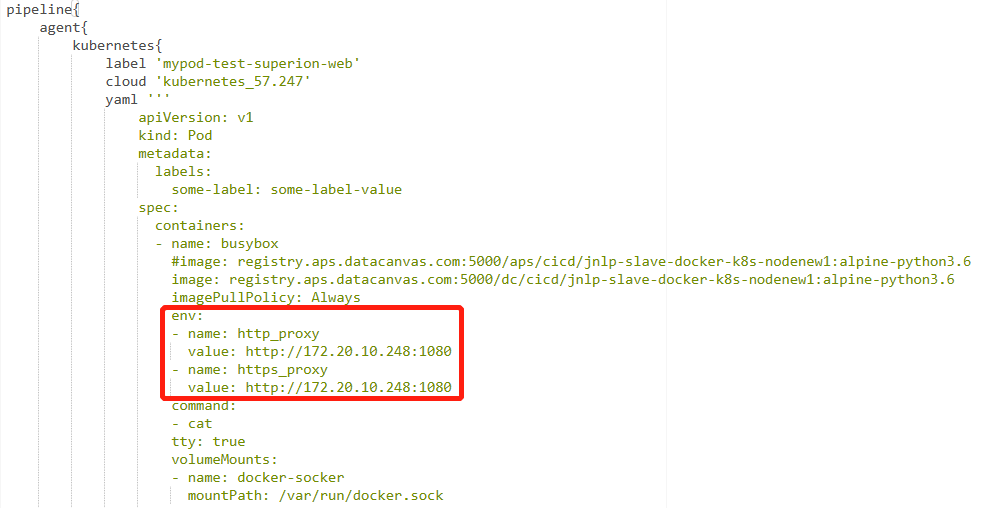 pipeline{
    agent{
        kubernetes{
            label 'mypod-test-superion-web'
            cloud 'kubernetes_57.247'
            yaml '''
                apiVersion: v1
                kind: Pod
                metadata:
                  labels:
                    some-label: some-label-value
                spec:
                  containers:
                  - name: busybox
                    #image: registry.aps.datacanvas.com:5000/aps/cicd/jnlp-slave-docker-k8s-nodenew1:alpine-python3.6
                    image: registry.aps.datacanvas.com:5000/dc/cicd/jnlp-slave-docker-k8s-nodenew1:alpine-python3.6
                    imagePullPolicy: Always
                    env:
                    - name: http_proxy
                      value: http://172.20.10.248:1080
                    - name: https_proxy
                      value: http://172.20.10.248:1080
                    command:
                    - cat
                    tty: true
                    volumeMounts:
                    - name: docker-socker
                      mountPath: /var/run/docker.sock